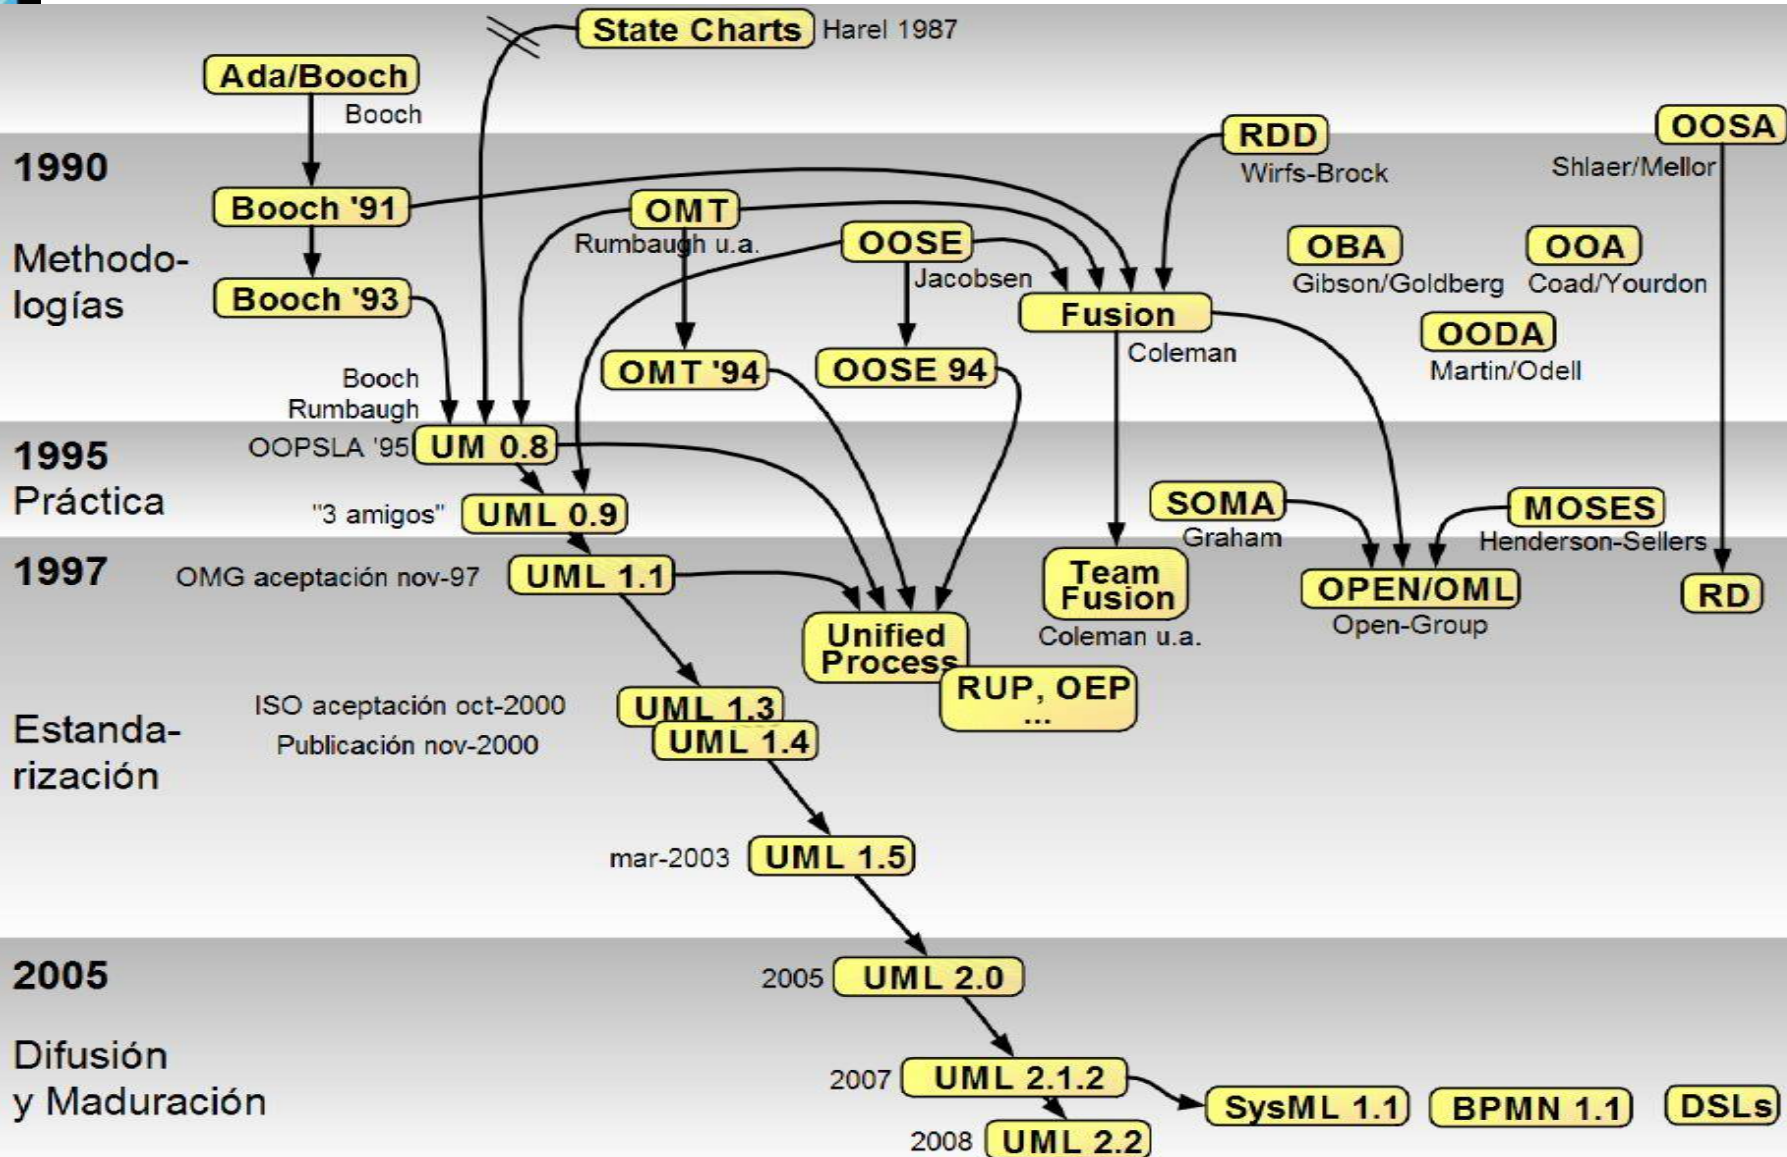 State Charts Harel 1987
Ada/Booch
Booch
RDD
Wirfs-Brock
OOSA
Shlaer/Mellor
1990
Methodo-
logías
Booch '91
OMT
Rumbaugh u.a.
OOSE
Jacobsen
OBA
Gibson/Goldberg
OOA
Coad/Yourdon
Booch '93
Fusion
Coleman
OODA
Martin/Odell
OMT '94
OOSE 94
Booch
Rumbaugh
OOPSLA '95
UM 0.8
1995
Práctica
"3 amigos"
UML 0.9
SOMA
Graham
MOSES
Henderson-Sellers
1997
OMG aceptación nov-97
UML 1.1
Team
Fusion
Coleman u.a.
OPEN/OML
Open-Group
RD
Unified
Process
RUP, OEP
...
ISO aceptación oct-2000
UML 1.3
Publicación nov-2000
UML 1.4
Estanda-
rización
mar-2003
UML 1.5
2005
2005
UML 2.0
Difusión
y Maduración
2007
UML 2.1.2
SysML 1.1
BPMN 1.1
DSLs
2008
UML 2.2